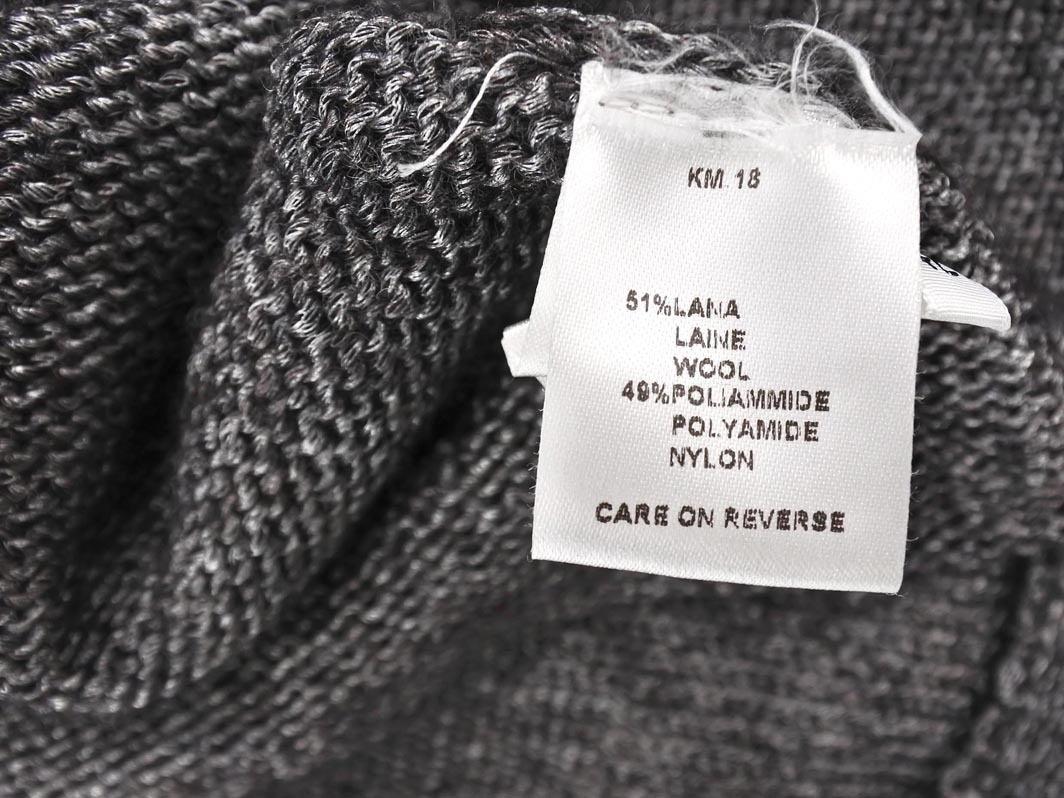 KM 18
51%LANA
LAINE
WOOL
49%POLIAMMIDE
POLYAMIDE
NYLON
CARE ON REVERSE